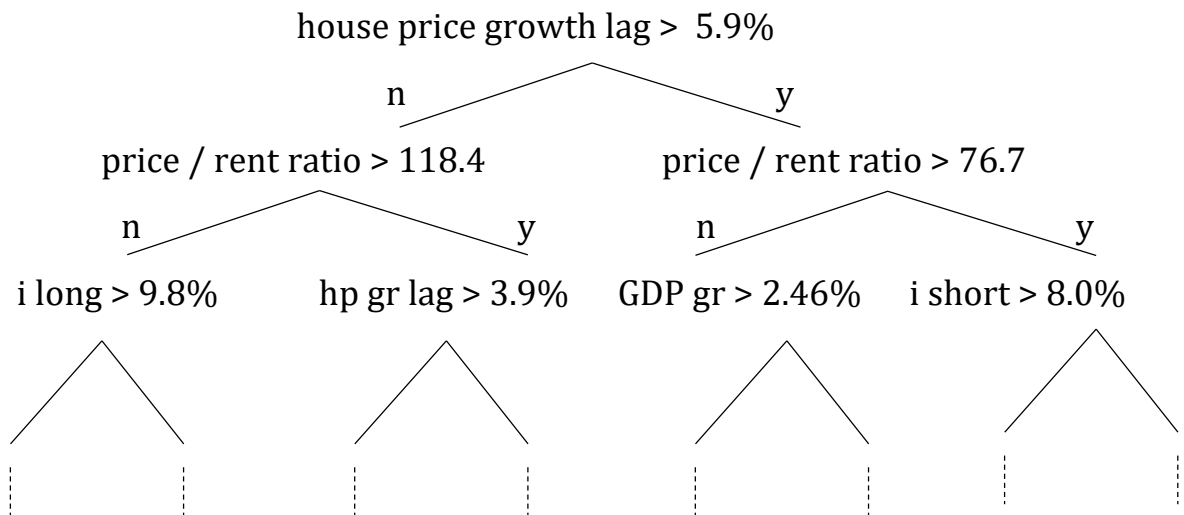 house price growth lag > 5.9%
n y
price / rent ratio > 118.4 price / rent ratio > 76.7
n y n y
i long > 9.8% hp gr lag > 3.9% GDP gr > 2.46% i short > 8.0%